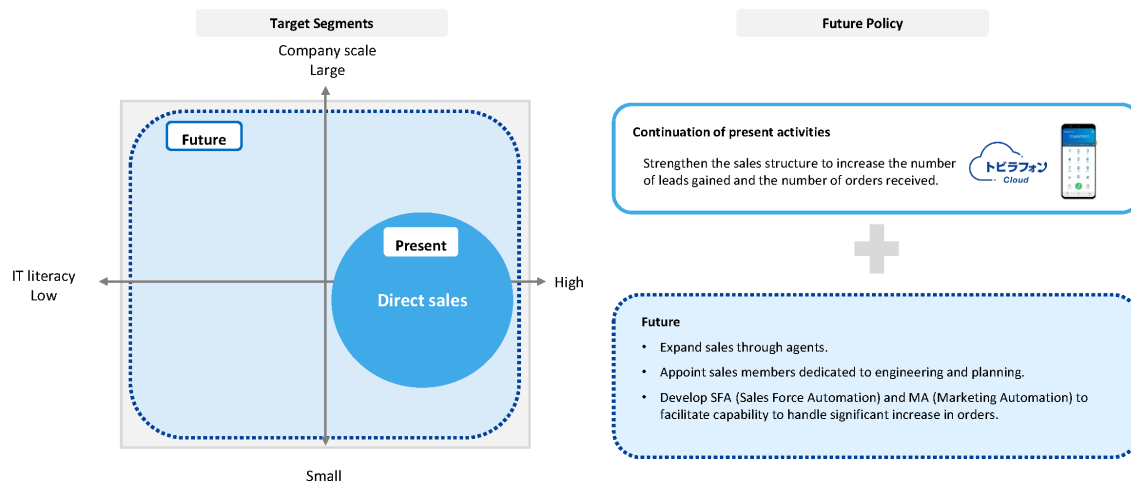 Target Segments
Company scale
Large
Future
Present
IT literacy
Low
High
Direct sales
Small
Future Policy
Continuation of present activities
Strengthen the sales structure to increase the number
of leads gained and the number of orders received.
トビラフォン
Cloud
Future
• Expand sales through agents.
• Appoint sales members dedicated to engineering and planning.
• Develop SFA (Sales Force Automation) and MA (Marketing Automation) to
facilitate capability to handle significant increase in orders.